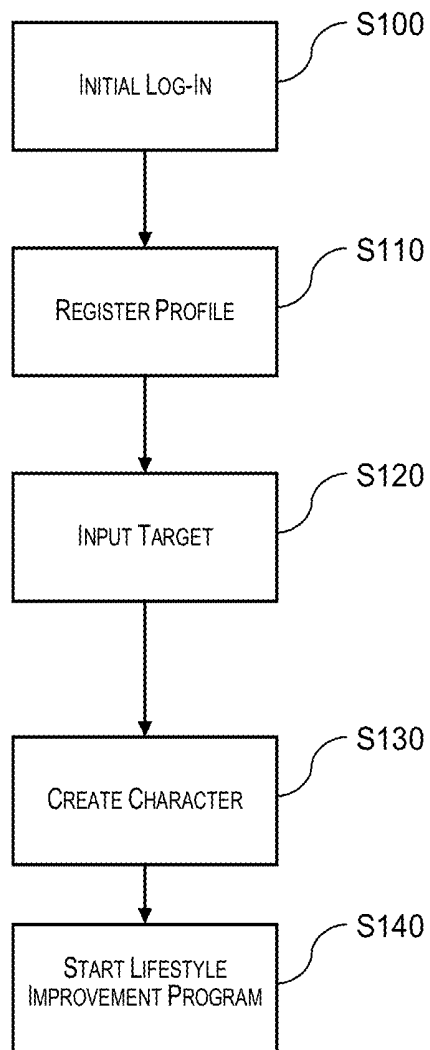 S100
INITIAL LOG-IN
S110
REGISTER PROFILE
S120
INPUT TARGET
S130
CREATE CHARACTER
S140
START LIFESTYLE
IMPROVEMENT PROGRAM